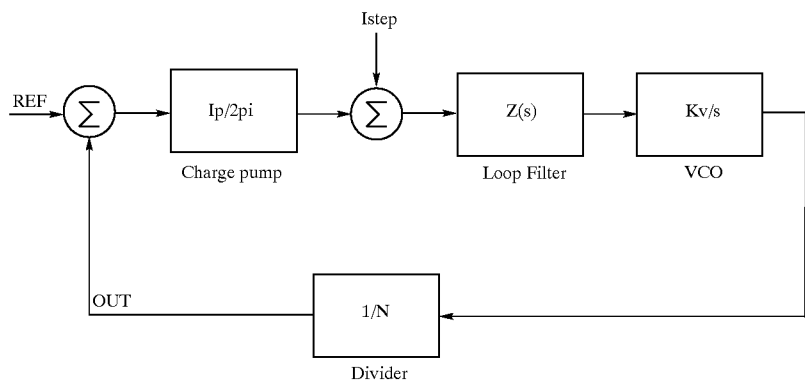 Istep
REF
Σ
Ip/2pi
Σ
Z(s)
Kv/s
Charge pump
Loop Filter
VCO
OUT
1/N
Divider